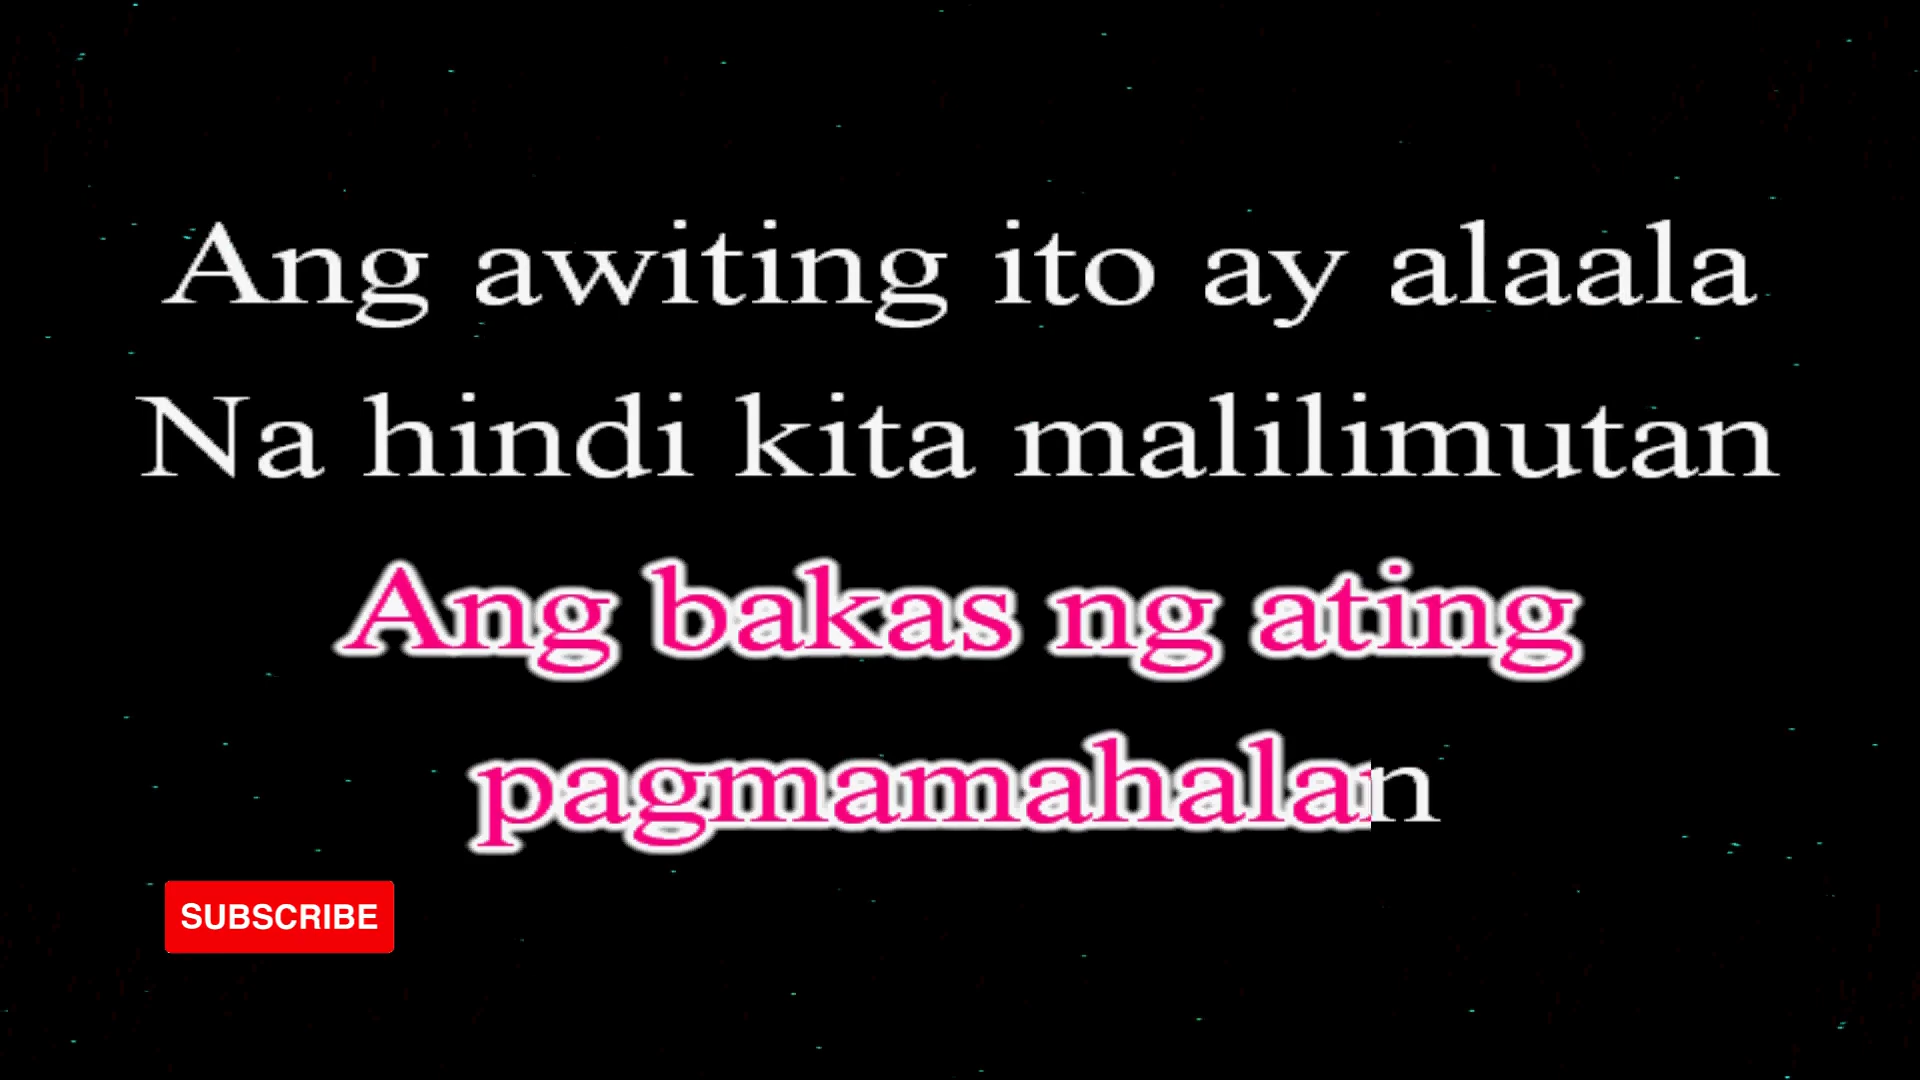 Ang awiting ito ay alaala
Na hindi kita malilimutan
Ang bakas ng ating
pagmamahalan
SUBSCRIBE